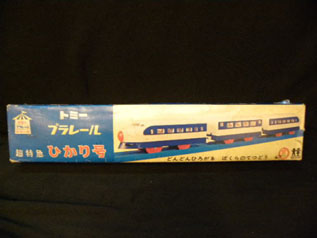 トミー
プラレール
超特急 ひかり号
どんどんひろがる ぼくらのてつどう